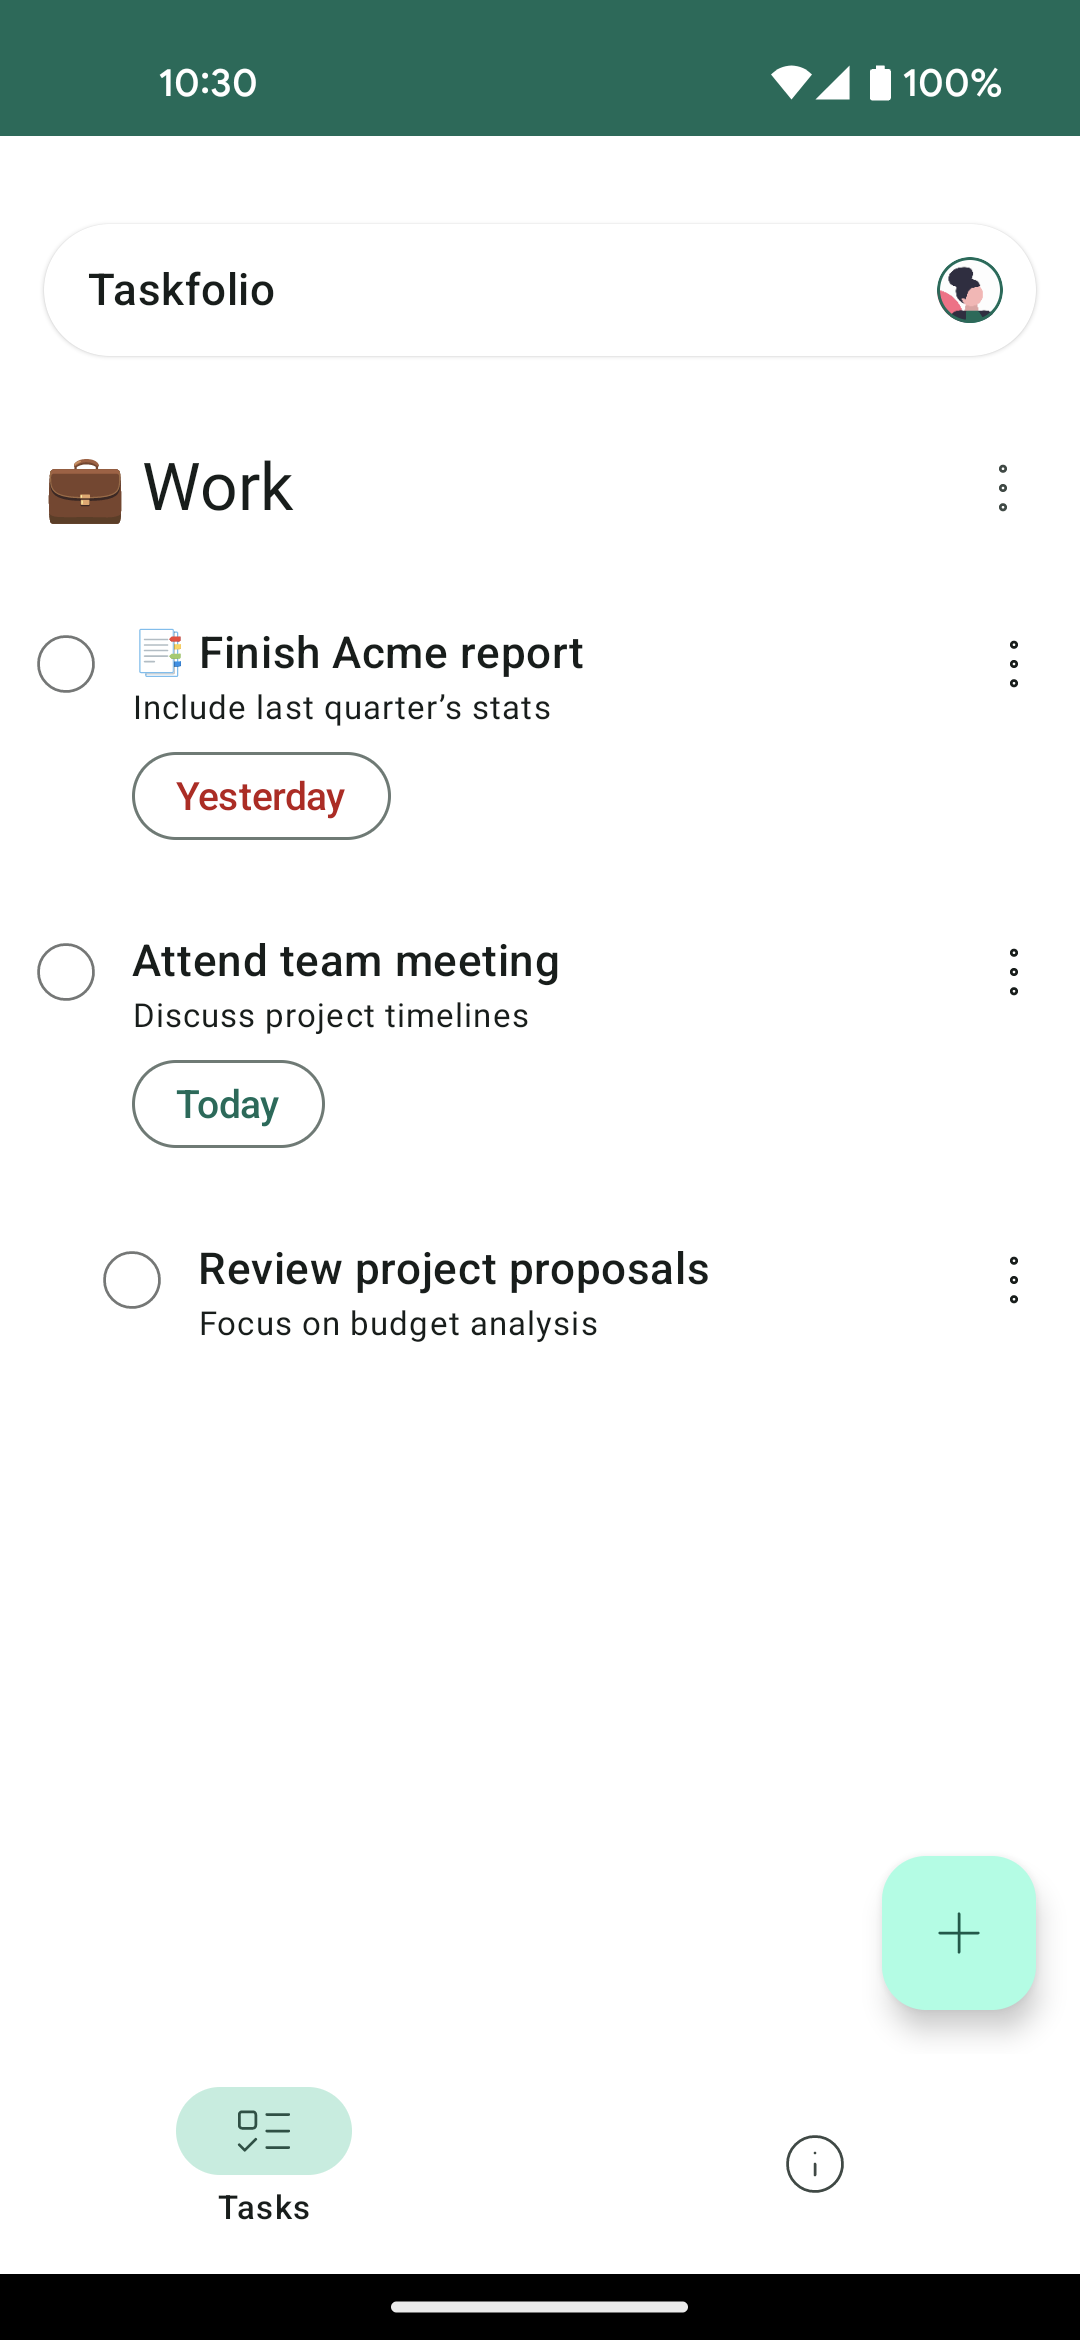 10:30 100%
Taskfolio
💼 Work
📑 Finish Acme report
Include last quarter’s stats
Yesterday
Attend team meeting
Discuss project timelines
Today
Review project proposals
Focus on budget analysis
Tasks